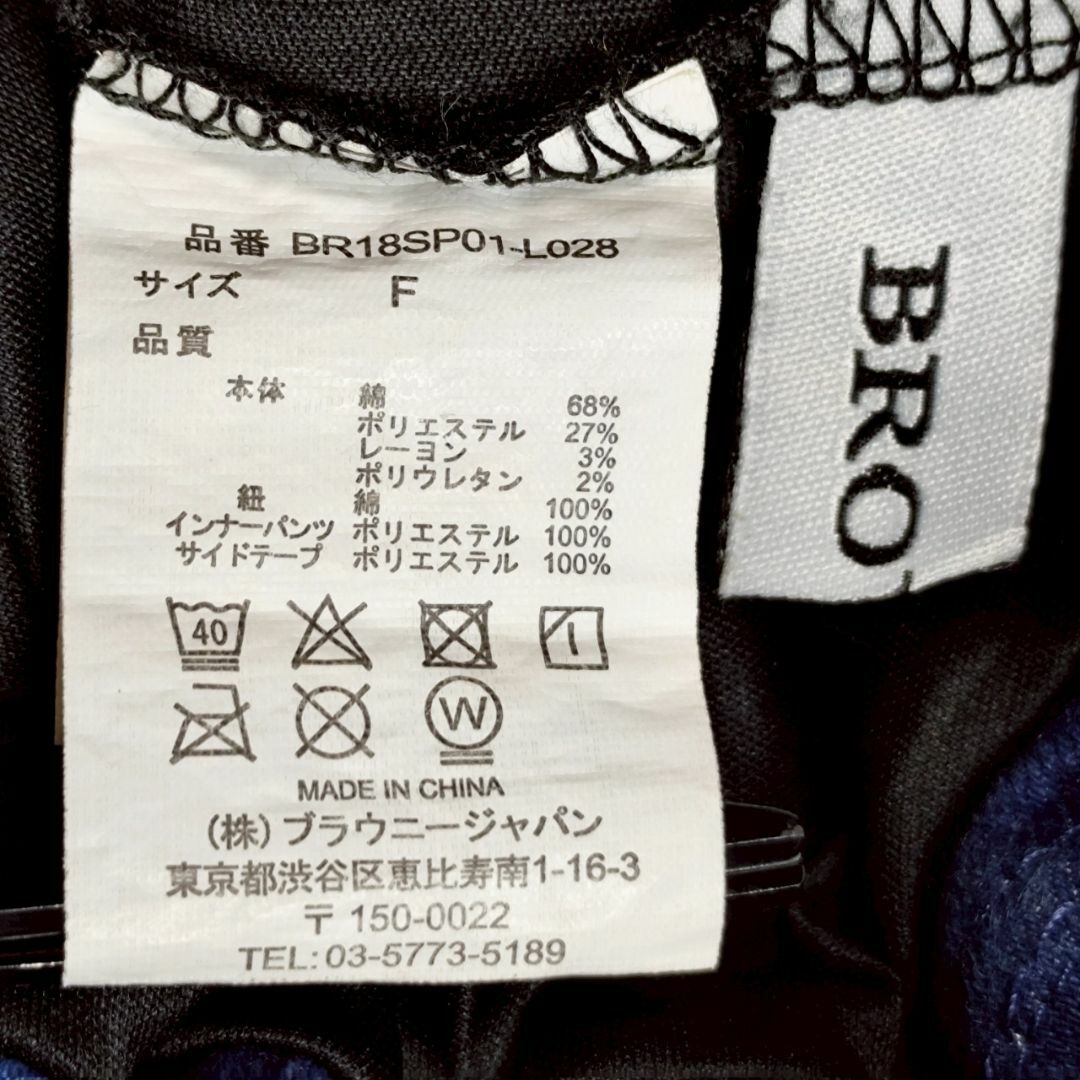 品番 BR18SP01-L028
サイズ F
品質
本体 綿 68%
ポリエステル 27%
レーヨン 3%
ポリウレタン 2%
紐 綿 100%
インナーパンツ ポリエステル 100%
サイドテープ ポリエステル 100%
40
W
MADE IN CHINA
(株)ブラウニージャパン
東京都渋谷区恵比寿南1-16-3
〒150-0022
TEL:03-5773-5189
BRO